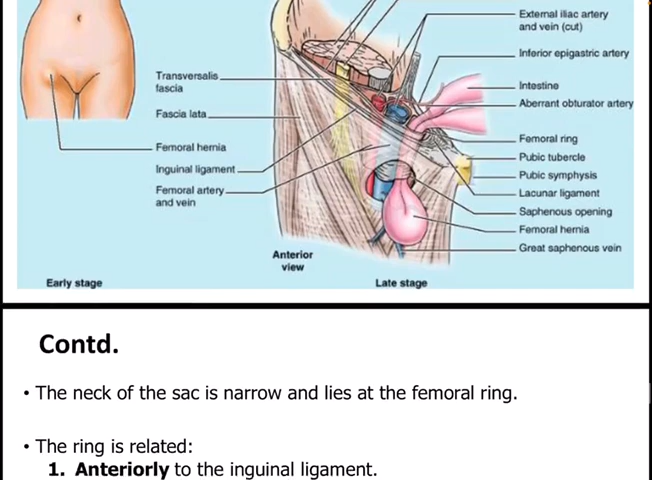 External iliac artery
and vein (cut)
Inferior epigastric artery
Transversalis
fascia
Intestine
Aberrant obturator artery
Fascia lata
Femoral hernia
Femoral ring
Pubic tubercle
Inguinal ligament
Pubic symphysis
Femoral artery
and vein
Lacunar ligament
Saphenous opening
Femoral hernia
Great saphenous vein
Anterior
view
Early stage
Late stage
Contd.
• The neck of the sac is narrow and lies at the femoral ring.
• The ring is related:
1. Anteriorly to the inguinal ligament.